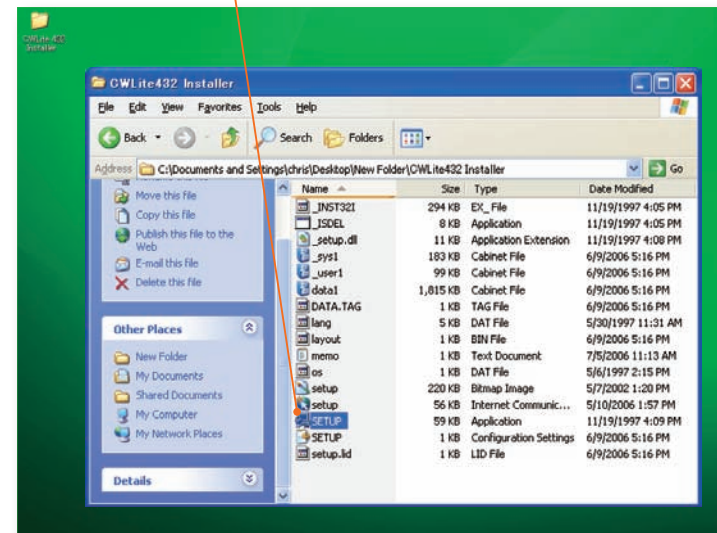 CWLite432
Installer
CWLite432 Installer
File Edit View Favorites Tools Help
Back Search Folders
Address C:\Documents and Settings\chris\Desktop\New Folder\CWLite432 Installer Go
Move this file
Copy this file
Publish this file to the
Web
E-mail this file
Delete this file
Other Places
New Folder
My Documents
Shared Documents
My Computer
My Network Places
Details
Name Size Type Date Modified
_INST32I 294 KB EX_ File 11/19/1997 4:05 PM
_ISDEL 8 KB Application 11/19/1997 4:05 PM
_setup.dll 11 KB Application Extension 11/19/1997 4:08 PM
_sys1 183 KB Cabinet File 6/9/2006 5:16 PM
_user1 99 KB Cabinet File 6/9/2006 5:16 PM
data1 1,815 KB Cabinet File 6/9/2006 5:16 PM
DATA.TAG 1 KB TAG File 6/9/2006 5:16 PM
lang 5 KB DAT File 5/30/1997 11:31 AM
layout 1 KB BIN File 6/9/2006 5:16 PM
memo 1 KB Text Document 7/5/2006 11:13 AM
os 1 KB DAT File 5/6/1997 2:15 PM
setup 220 KB Bitmap Image 5/7/2002 1:20 PM
setup 56 KB Internet Communic... 5/10/2006 1:57 PM
SETUP 59 KB Application 11/19/1997 4:09 PM
SETUP 1 KB Configuration Settings 6/9/2006 5:16 PM
setup.lid 1 KB LID File 6/9/2006 5:16 PM